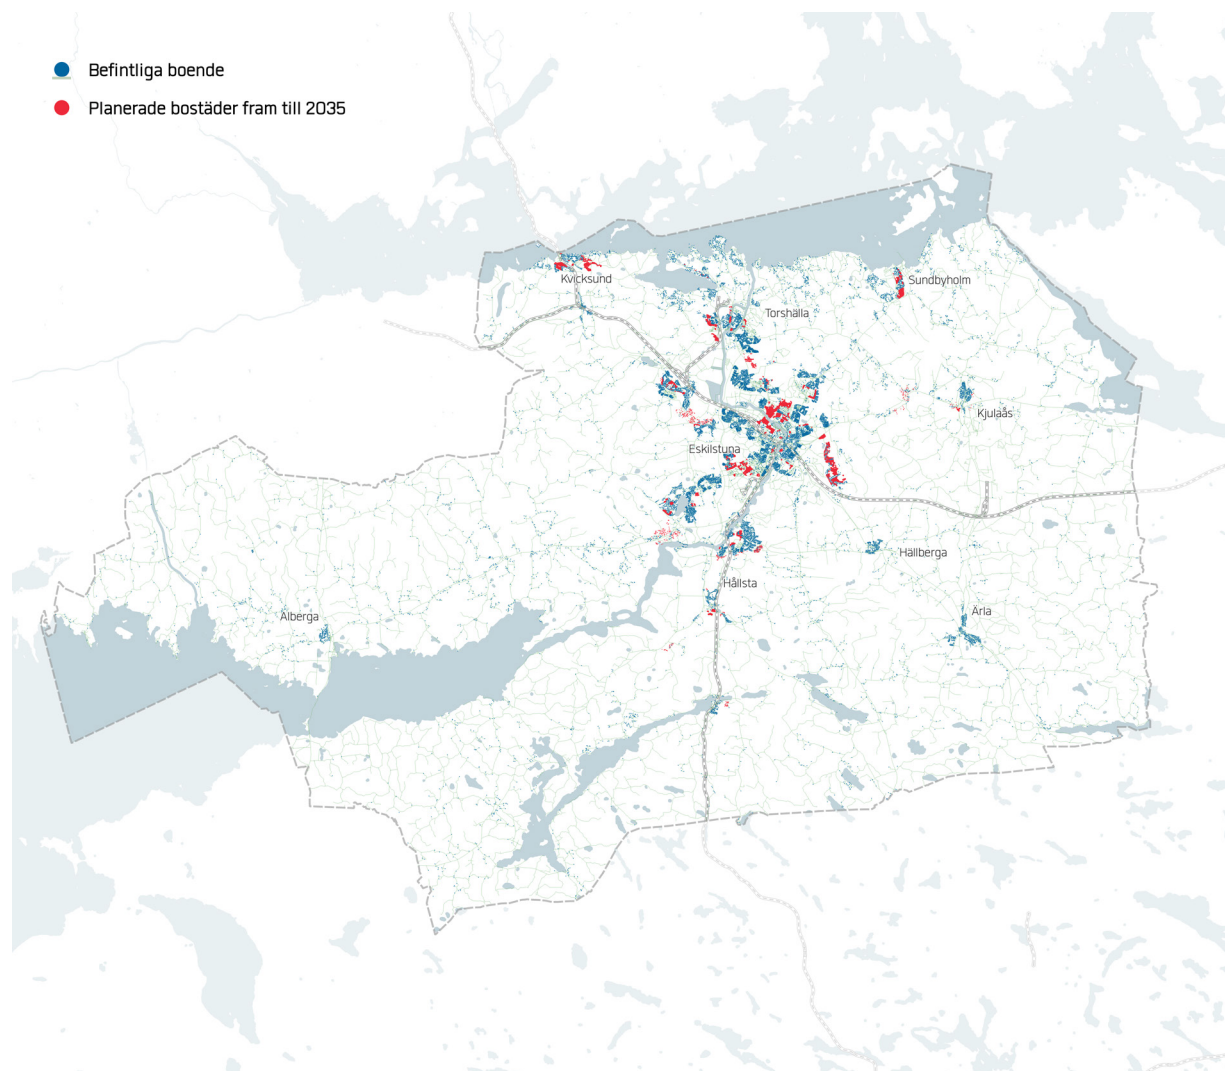 Befintliga boende
Planerade bostäder fram till 2035
Kvicksund
Sundbyholm
Torshälla
Kjulaås
Eskilstuna
Hällberga
Hållsta
Ärla
Alberga